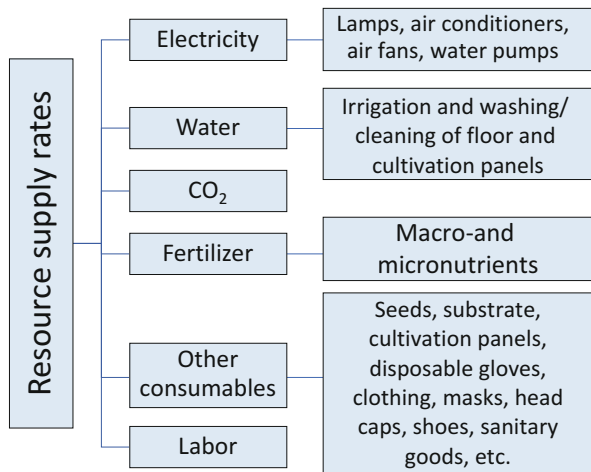 Resource supply rates
Electricity
Lamps, air conditioners,
air fans, water pumps
Water
Irrigation and washing/
cleaning of floor and
cultivation panels
CO₂
Fertilizer
Macro-and
micronutrients
Other
consumables
Seeds, substrate,
cultivation panels,
disposable gloves,
clothing, masks, head
caps, shoes, sanitary
goods, etc.
Labor